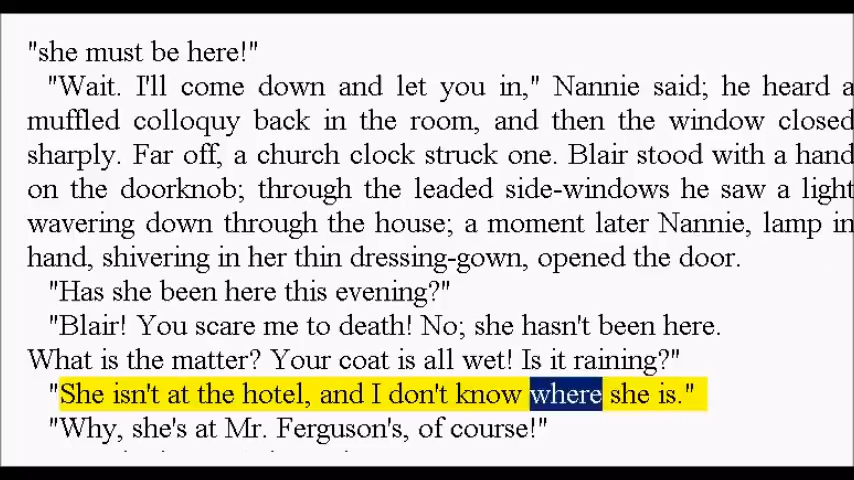 "she must be here!"
"Wait. I'll come down and let you in," Nannie said; he heard a
muffled colloquy back in the room, and then the window closed
sharply. Far off, a church clock struck one. Blair stood with a hand
on the doorknob; through the leaded side-windows he saw a light
wavering down through the house; a moment later Nannie, lamp in
hand, shivering in her thin dressing-gown, opened the door.
"Has she been here this evening?"
"Blair! You scare me to death! No; she hasn't been here.
What is the matter? Your coat is all wet! Is it raining?"
"She isn't at the hotel, and I don't know where she is."
"Why, she's at Mr. Ferguson's, of course!"